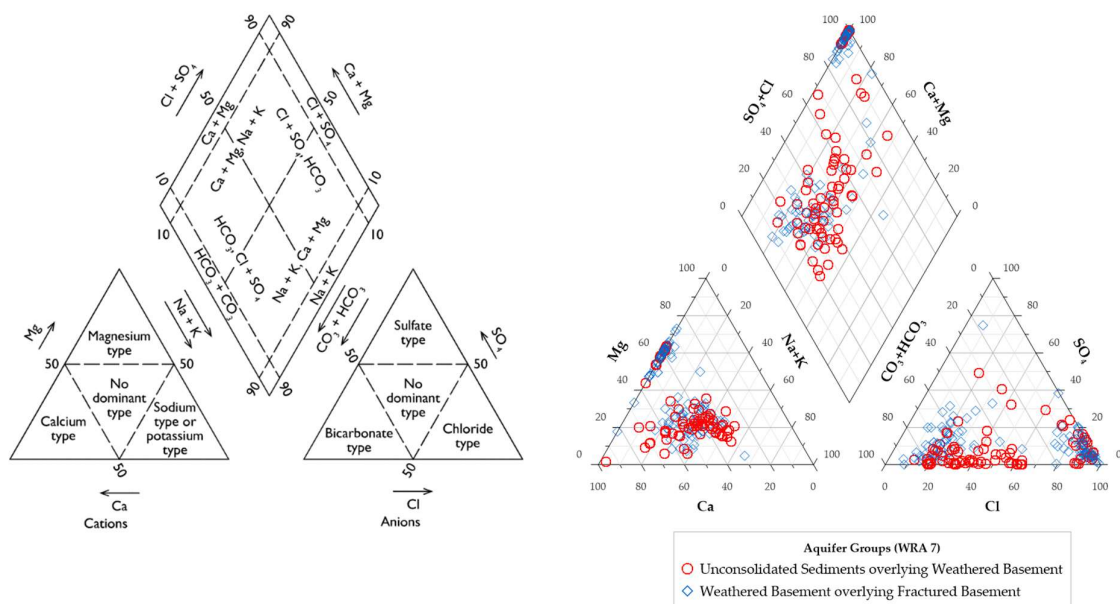 90
90
Cl + SO₄
50
50
Ca + Mg
Ca + Mg
Cl + SO₄
Ca + Mg, Na + K
Cl + SO₄, HCO₃
10
10
10
10
HCO₃, Cl + SO₄
Na + K, Ca + Mg
HCO₃ + CO₃
Na + K
Mg
Na + K
CO₃ + HCO₃
SO₄
Magnesium
type
Sulfate
type
50
50
50
50
No
dominant
type
No
dominant
type
Calcium
type
Sodium
type or
potassium
type
Bicarbonate
type
Chloride
type
50
50
Ca
Cl
Cations
Anions
100
100
80
80
SO₄+Cl
Ca+Mg
60
60
40
40
20
20
0
0
100
0
100
0
80
20
80
20
Mg
Na+K
CO₃+HCO₃
SO₄
60
40
60
40
40
60
40
60
20
80
20
80
0
100
0
100
100
80
60
40
20
0
0
20
40
60
80
100
Ca
Cl
Aquifer Groups (WRA 7)
Unconsolidated Sediments overlying Weathered Basement
Weathered Basement overlying Fractured Basement